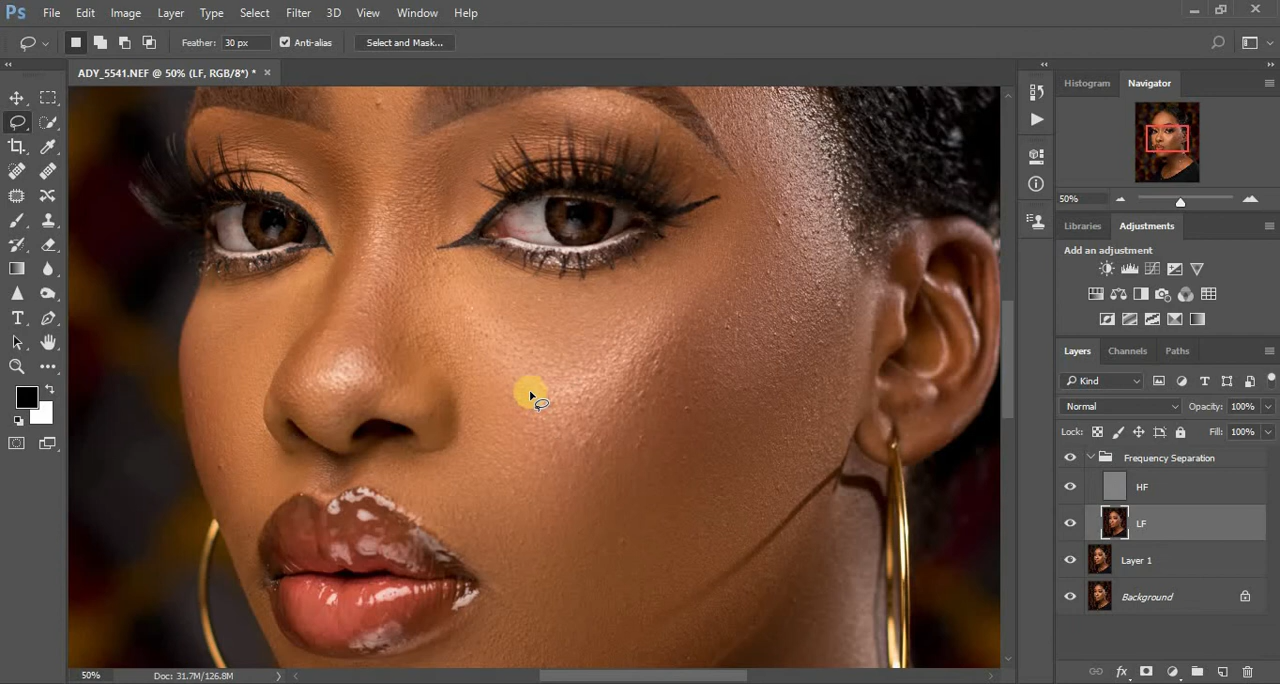 Ps File Edit Image Layer Type Select Filter 3D View Window Help
Feather: 30 px Anti-alias Select and Mask...
ADY_5541.NEF @ 50% (LF, RGB/8*) * ×
Histogram Navigator
50%
Libraries Adjustments
Add an adjustment
Layers Channels Paths
Kind
Normal Opacity: 100%
Lock: Fill: 100%
Frequency Separation
HF
LF
Layer 1
Background
50% Doc: 31.7M/126.8M
fx